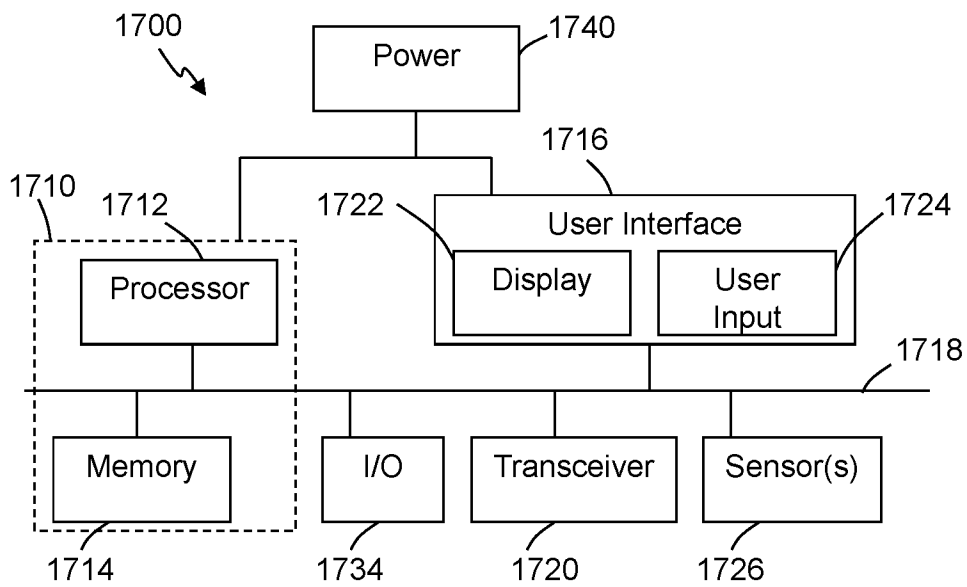 1700
Power
1740
1716
1710
1712
1722
1724
User Interface
Processor
Display
User
Input
1718
Memory
I/O
Transceiver
Sensor(s)
1714
1734
1720
1726